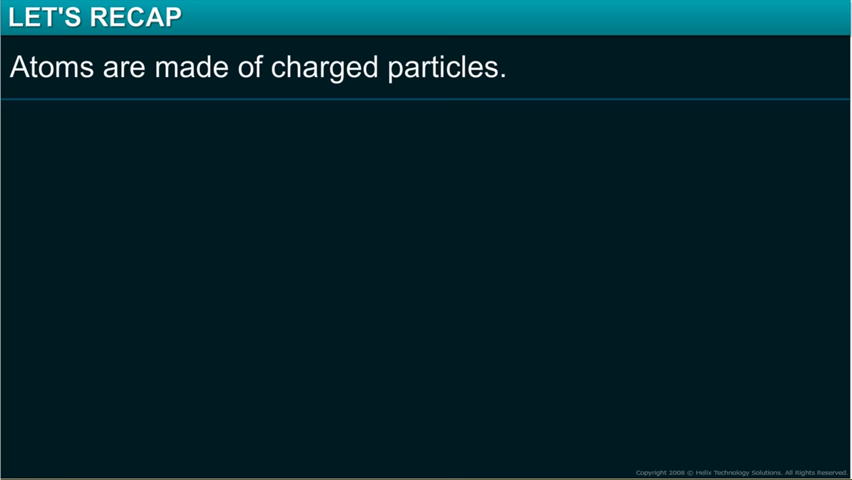 LET'S RECAP
Atoms are made of charged particles.
Copyright 2008 © Helix Technology Solutions. All Rights Reserved.